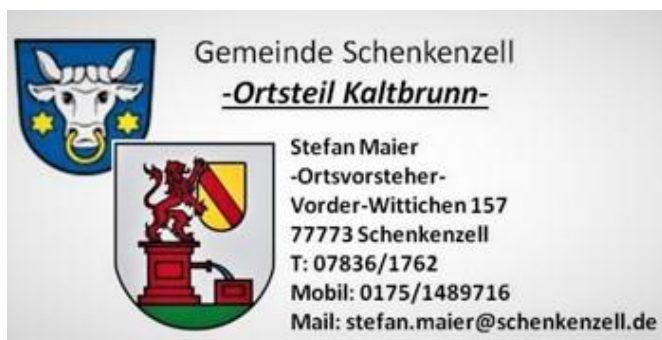 Gemeinde Schenkenzell
-Ortsteil Kaltbrunn-
Stefan Maier
-Ortsvorsteher-
Vorder-Wittichen 157
77773 Schenkenzell
T: 07836/1762
Mobil: 0175/1489716
Mail: stefan.maier@schenkenzell.de